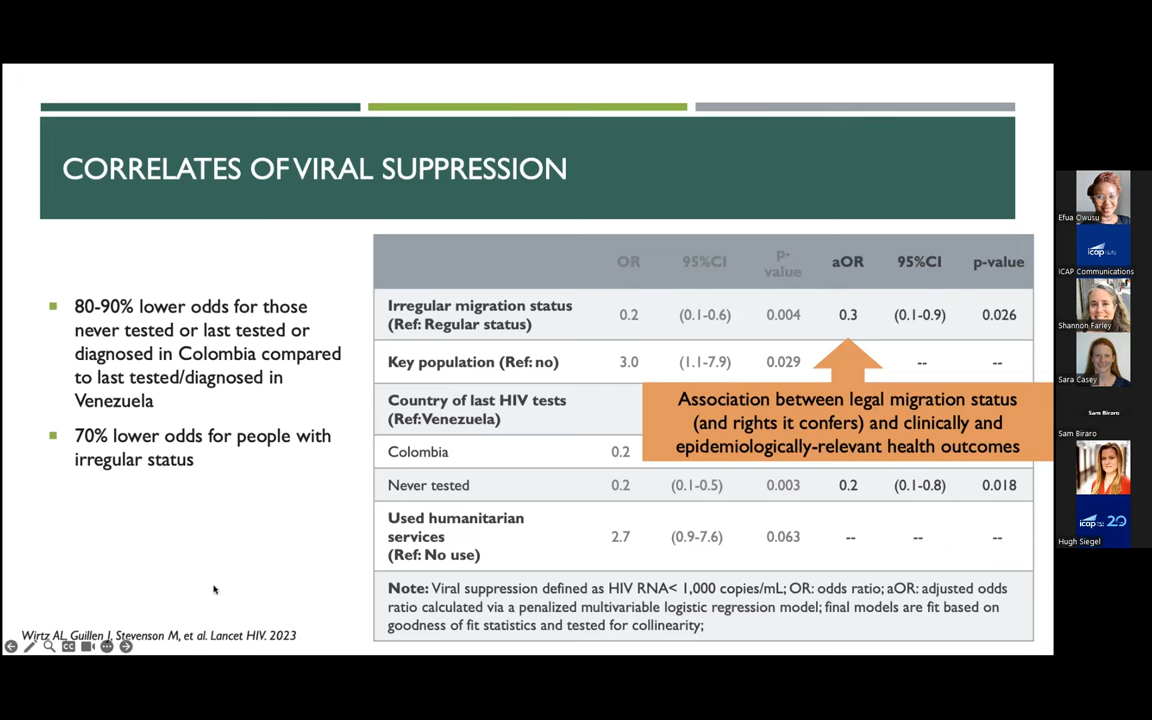 CORRELATES OF VIRAL SUPPRESSION
80-90% lower odds for those
never tested or last tested or
diagnosed in Colombia compared
to last tested/diagnosed in
Venezuela
70% lower odds for people with
irregular status
OR 95%CI p-value aOR 95%CI p-value
Irregular migration status
(Ref: Regular status) 0.2 (0.1-0.6) 0.004 0.3 (0.1-0.9) 0.026
Key population (Ref: no) 3.0 (1.1-7.9) 0.029 -- --
Country of last HIV tests
(Ref:Venezuela)
Association between legal migration status
(and rights it confers) and clinically and
epidemiologically-relevant health outcomes
Colombia 0.2
Never tested 0.2 (0.1-0.5) 0.003 0.2 (0.1-0.8) 0.018
Used humanitarian
services
(Ref: No use) 2.7 (0.9-7.6) 0.063 -- -- --
Note: Viral suppression defined as HIV RNA< 1,000 copies/mL; OR: odds ratio; aOR: adjusted odds
ratio calculated via a penalized multivariable logistic regression model; final models are fit based on
goodness of fit statistics and tested for collinearity;
Wirtz AL, Guillen J, Stevenson M, et al. Lancet HIV. 2023
Efua Owusu
icap
ICAP Communications
Shannon Farley
Sara Casey
Sam Biraro
Sam Biraro
icap 20
Hugh Siegel